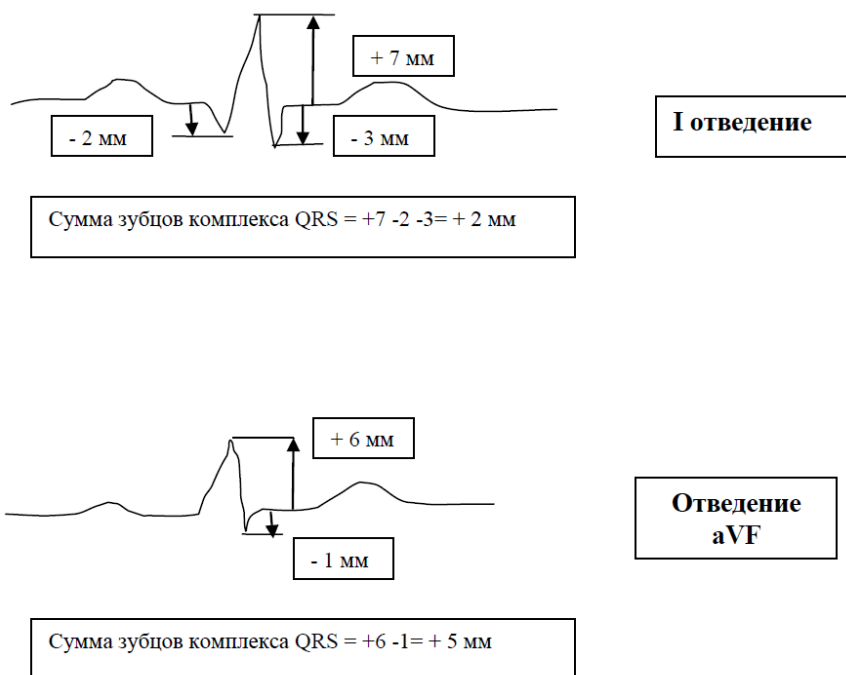 + 7 мм
- 2 мм
- 3 мм
I отведение
Сумма зубцов комплекса QRS = +7 -2 -3= + 2 мм
+ 6 мм
- 1 мм
Отведение
aVF
Сумма зубцов комплекса QRS = +6 -1= + 5 мм